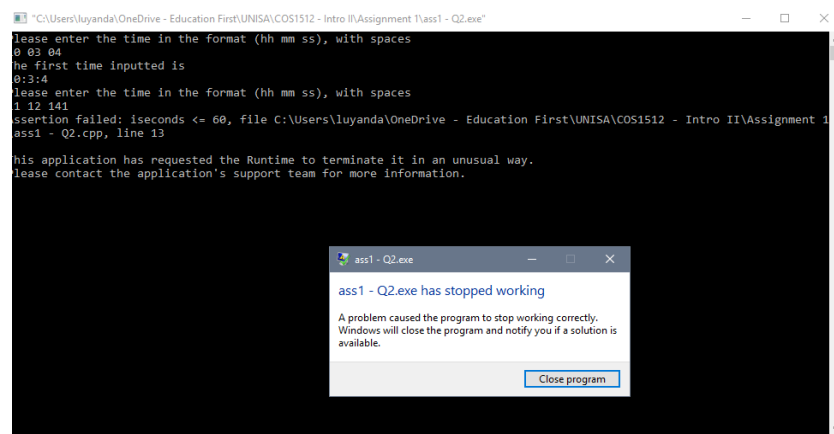 "C:\Users\luyanda\OneDrive - Education First\UNISA\COS1512 - Intro II\Assignment 1\ass1 - Q2.exe"
lease enter the time in the format (hh mm ss), with spaces
0 03 04
he first time inputted is
0:3:4
lease enter the time in the format (hh mm ss), with spaces
1 12 141
ssertion failed: iseconds <= 60, file C:\Users\luyanda\OneDrive - Education First\UNISA\COS1512 - Intro II\Assignment 1
ass1 - Q2.cpp, line 13
his application has requested the Runtime to terminate it in an unusual way.
lease contact the application's support team for more information.
ass1 - Q2.exe
ass1 - Q2.exe has stopped working
A problem caused the program to stop working correctly.
Windows will close the program and notify you if a solution is
available.
Close program